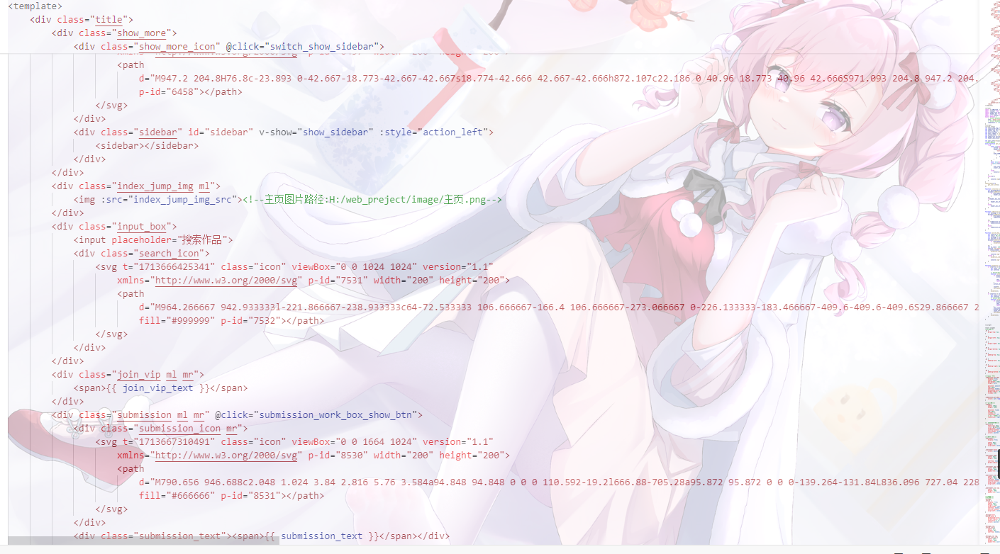 <template>
<div class="title">
<div class="show_more">
<div class="show_more_icon" @click="switch_show_sidebar">
<path
d="M947.2 204.8H76.8c-23.893 0-42.667-18.773-42.667-42.667s18.774-42.666 42.667-42.666h872.107c22.186 0 40.96 18.773 40.96 42.666S971.093 204.8 947.2 204.
p-id="6458"></path>
</svg>
</div>
<div class="sidebar" id="sidebar" v-show="show_sidebar" :style="action_left">
<sidebar></sidebar>
</div>
</div>
<div class="index_jump_img ml">
<img :src="index_jump_img_src"><!--主页图片路径:H:/web_preject/image/主页.png-->
</div>
<div class="input_box">
<input placeholder="搜索作品">
<div class="search_icon">
<svg t="1713666425341" class="icon" viewBox="0 0 1024 1024" version="1.1"
xmlns="http://www.w3.org/2000/svg" p-id="7531" width="200" height="200">
<path
d="M964.266667 942.933333l-221.866667-238.933333c64-72.533333 106.666667-166.4 106.666667-273.066667 0-226.133333-183.466667-409.6-409.6-409.6S29.866667 2
fill="#999999" p-id="7532"></path>
</svg>
</div>
</div>
<div class="join_vip ml mr">
<span>{{ join_vip_text }}</span>
</div>
<div class="submission ml mr" @click="submission_work_box_show_btn">
<div class="submission_icon mr">
<svg t="1713667310491" class="icon" viewBox="0 0 1664 1024" version="1.1"
xmlns="http://www.w3.org/2000/svg" p-id="8530" width="200" height="200">
<path
d="M790.656 946.688c2.048 1.024 3.84 2.816 5.76 3.584a94.848 94.848 0 0 0 110.592-19.2l666.88-705.28a95.872 95.872 0 0 0-139.264-131.84L836.096 727.04 228
fill="#666666" p-id="8531"></path>
</svg>
</div>
<div class="submission_text"><span>{{ submission_text }}</span></div>